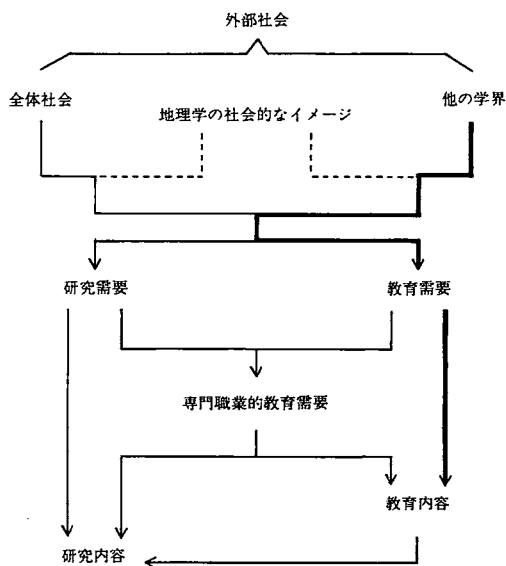 外部社会
全体社会
他の学界
地理学の社会的なイメージ
研究需要
教育需要
専門職業的教育需要
教育内容
研究内容